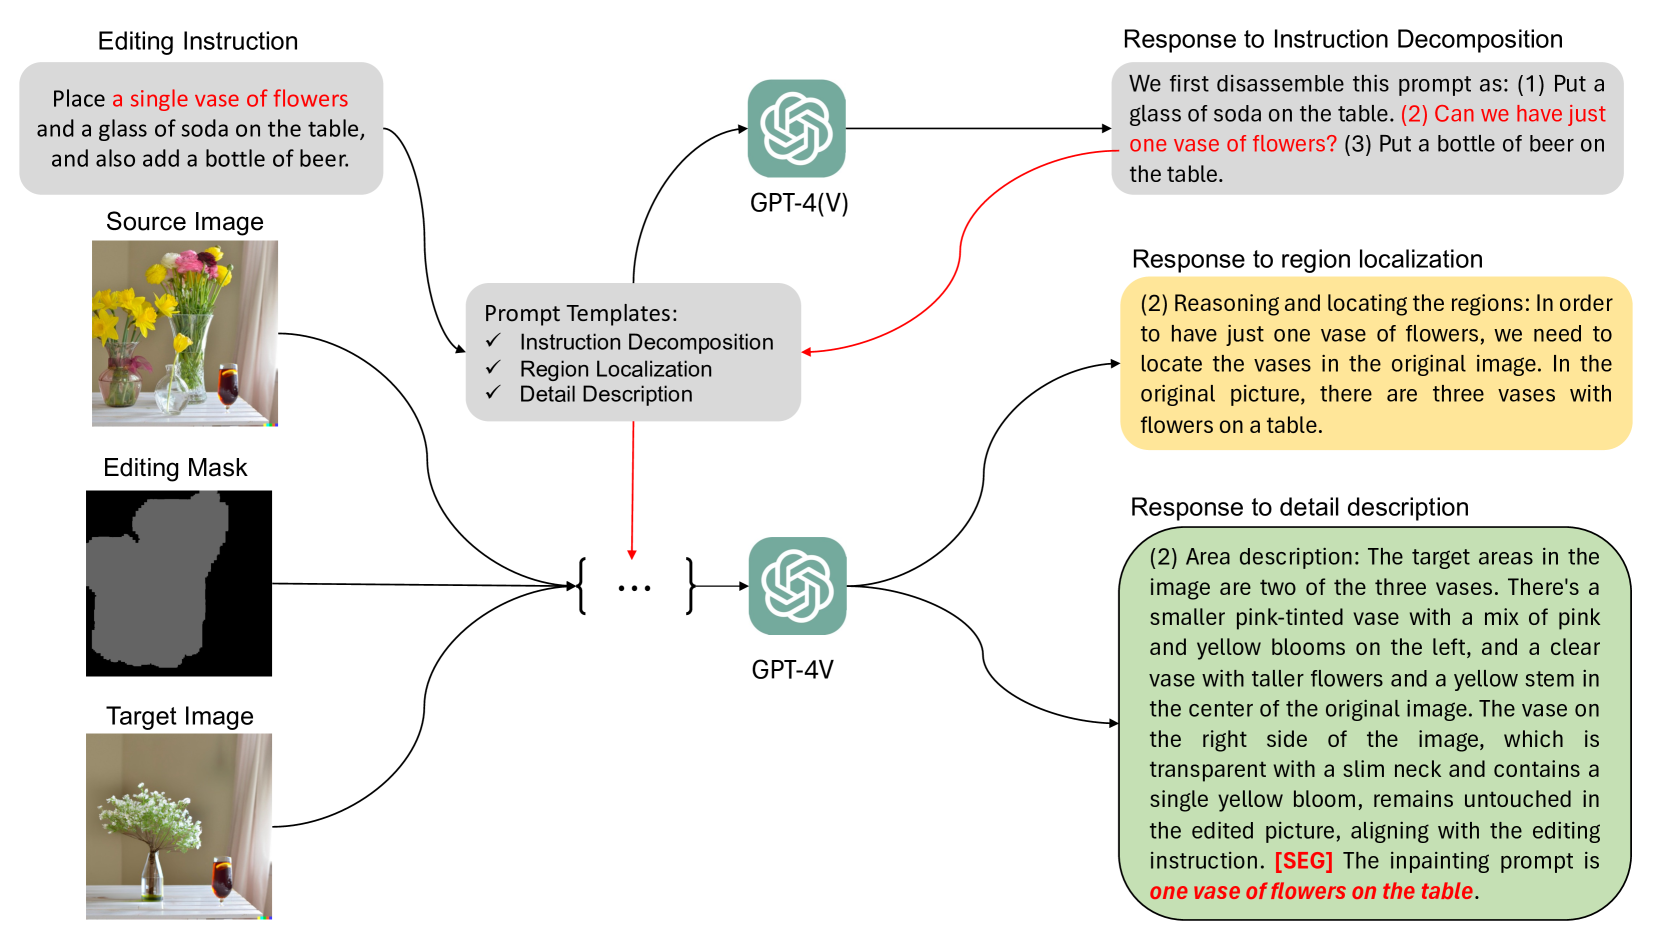 Editing Instruction
Place a single vase of flowers
and a glass of soda on the table,
and also add a bottle of beer.
Source Image
Editing Mask
Target Image
Prompt Templates:
✓ Instruction Decomposition
✓ Region Localization
✓ Detail Description
{ ... }
GPT-4(V)
GPT-4V
Response to Instruction Decomposition
We first disassemble this prompt as: (1) Put a
glass of soda on the table. (2) Can we have just
one vase of flowers? (3) Put a bottle of beer on
the table.
Response to region localization
(2) Reasoning and locating the regions: In order
to have just one vase of flowers, we need to
locate the vases in the original image. In the
original picture, there are three vases with
flowers on a table.
Response to detail description
(2) Area description: The target areas in the
image are two of the three vases. There's a
smaller pink-tinted vase with a mix of pink
and yellow blooms on the left, and a clear
vase with taller flowers and a yellow stem in
the center of the original image. The vase on
the right side of the image, which is
transparent with a slim neck and contains a
single yellow bloom, remains untouched in
the edited picture, aligning with the editing
instruction. [SEG] The inpainting prompt is
one vase of flowers on the table.